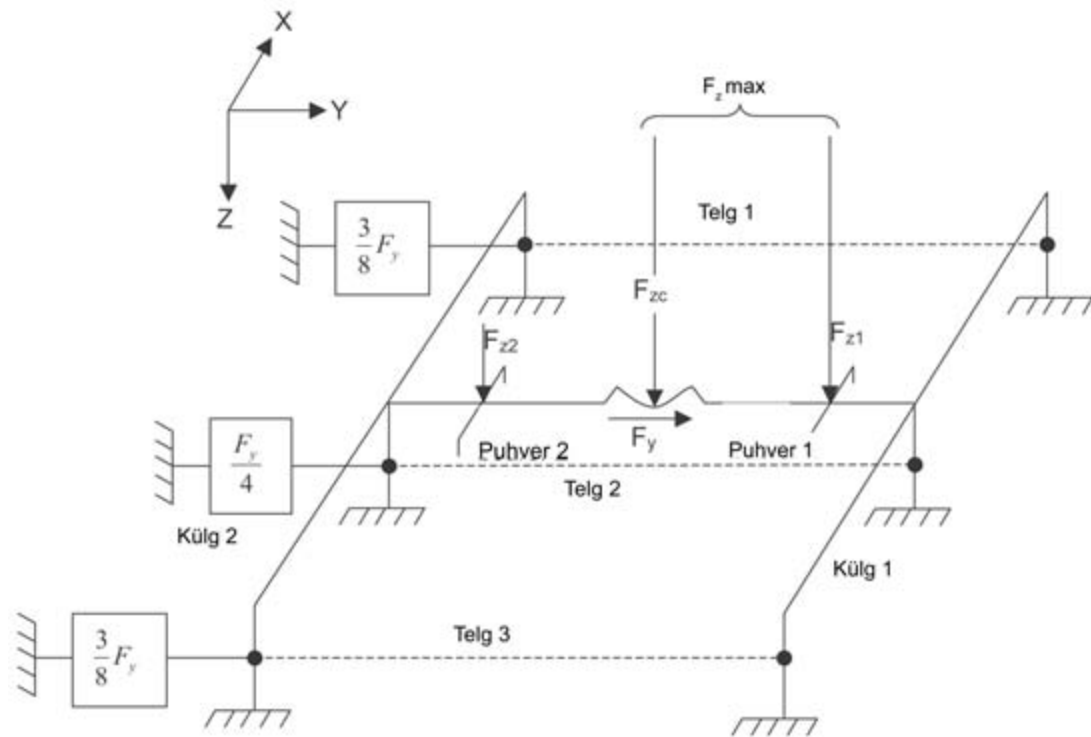 X
Y
Z
F_z max
Telg 1
3/8 F_y
F_zc
F_z2
F_z1
Puhver 2
F_y
Puhver 1
F_y/4
Telg 2
Külg 2
Külg 1
Telg 3
3/8 F_y